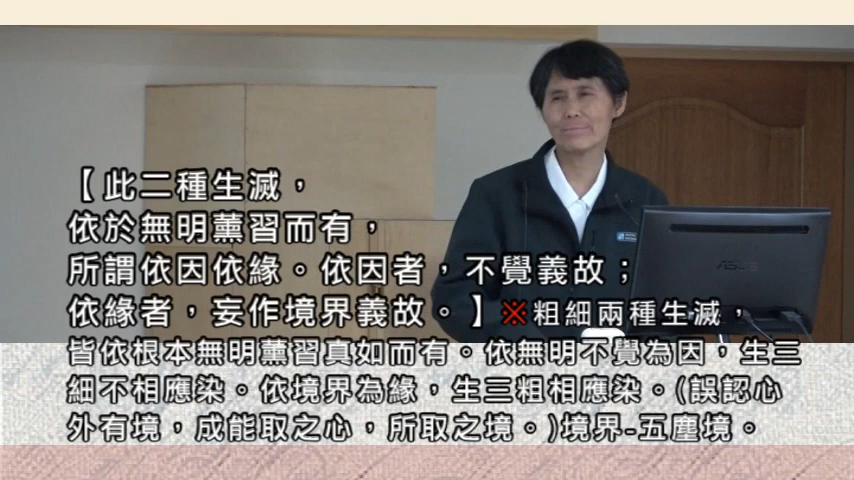 【此二種生滅，
依於無明薰習而有，
所謂依因依緣。依因者，不覺義故；
依緣者，妄作境界義故。】※粗細兩種生滅，
皆依根本無明薰習真如而有。依無明不覺為因，生三
細不相應染。依境界為緣，生三粗相應染。(誤認心
外有境，成能取之心，所取之境。)境界-五塵境。
ASUS